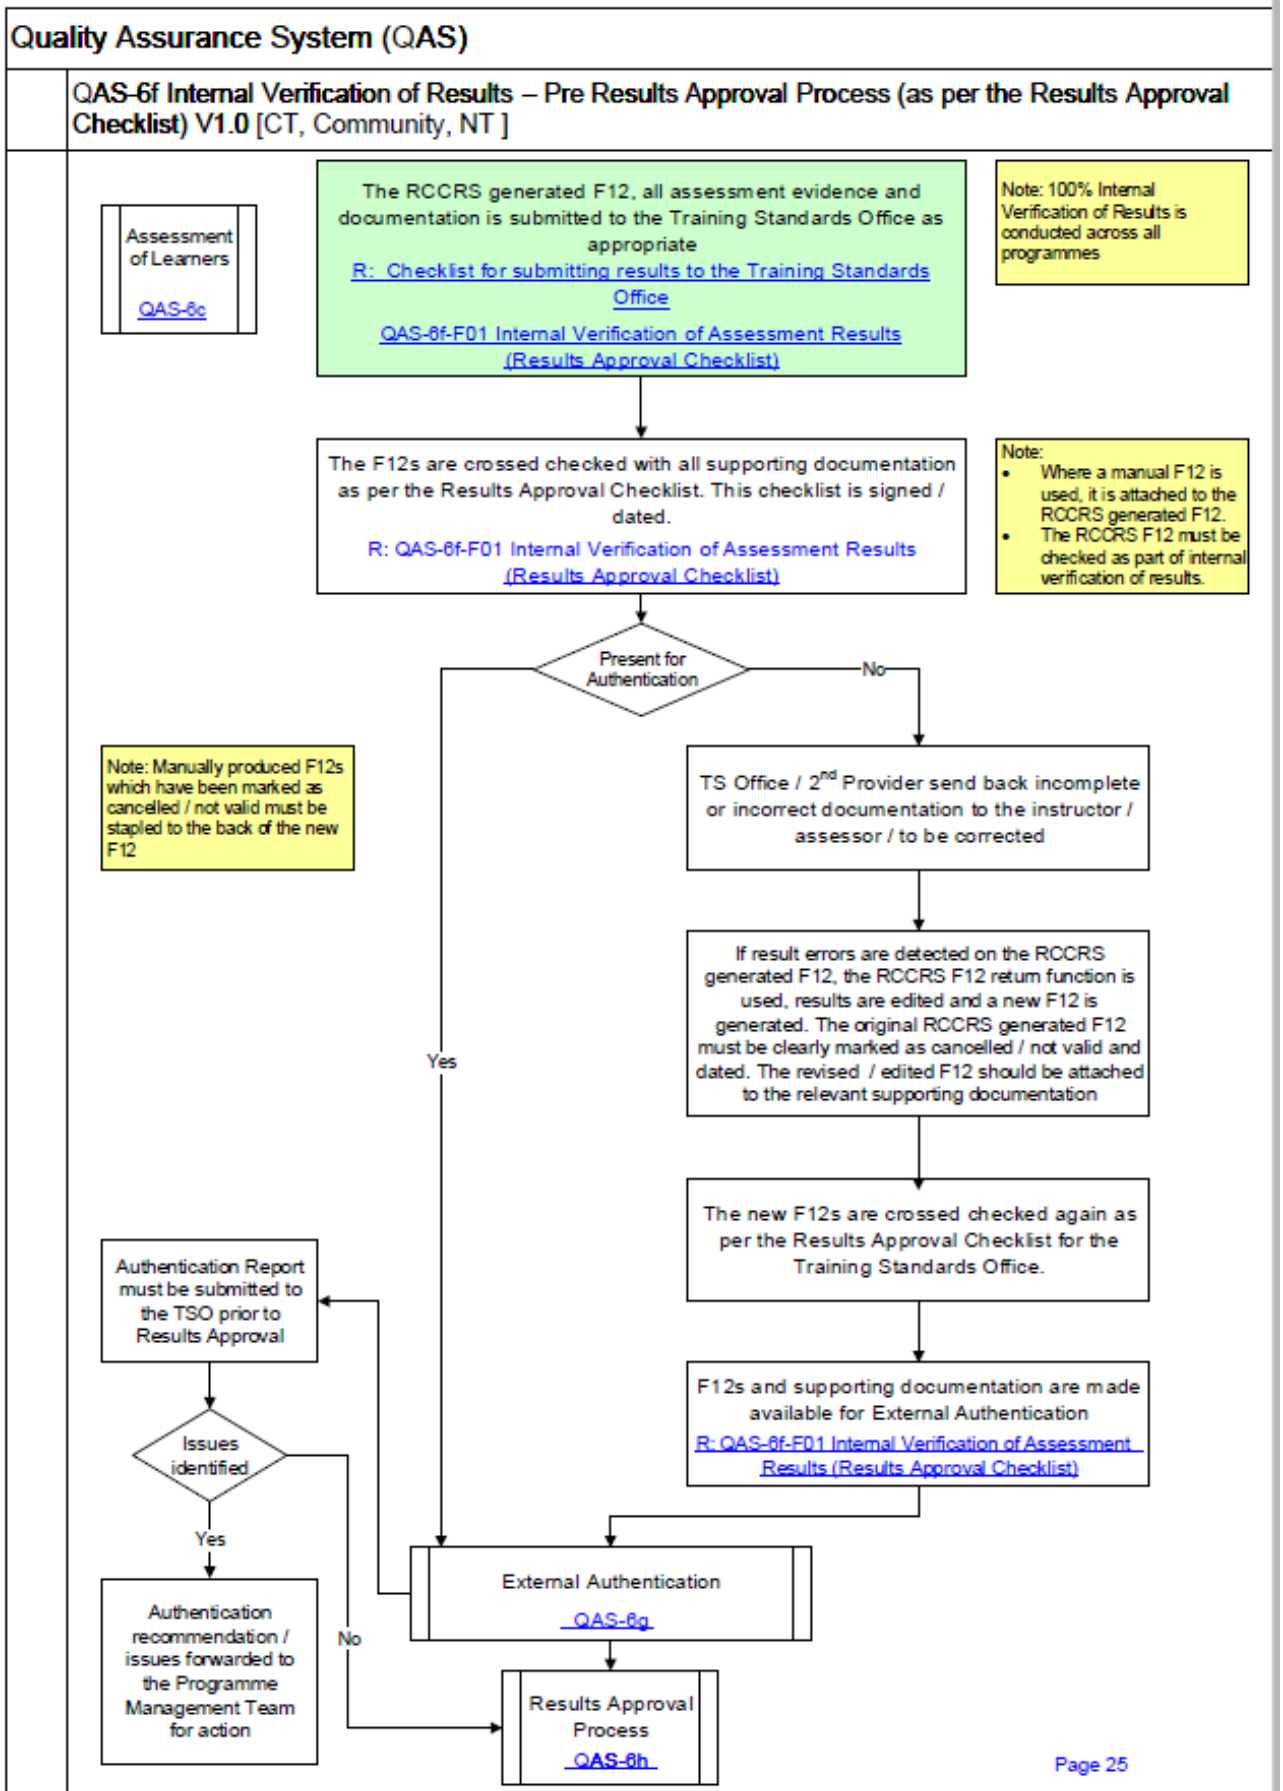 Quality Assurance System (QAS)
QAS-6f Internal Verification of Results – Pre Results Approval Process (as per the Results Approval
Checklist) V1.0 [CT, Community, NT ]
Assessment
of Learners
QAS-6c
The RCCRS generated F12, all assessment evidence and
documentation is submitted to the Training Standards Office as
appropriate
R:  Checklist for submitting results to the Training Standards
Office
QAS-6f-F01 Internal Verification of Assessment Results
(Results Approval Checklist)
Note: 100% Internal
Verification of Results is
conducted across all
programmes
The F12s are crossed checked with all supporting documentation
as per the Results Approval Checklist. This checklist is signed /
dated.
R: QAS-6f-F01 Internal Verification of Assessment Results
(Results Approval Checklist)
Note:
• Where a manual F12 is
used, it is attached to the
RCCRS generated F12.
• The RCCRS F12 must be
checked as part of internal
verification of results.
Present for
Authentication
No
Note: Manually produced F12s
which have been marked as
cancelled / not valid must be
stapled to the back of the new
F12
TS Office / 2nd Provider send back incomplete
or incorrect documentation to the instructor /
assessor / to be corrected
If result errors are detected on the RCCRS
generated F12, the RCCRS F12 return function is
used, results are edited and a new F12 is
generated. The original RCCRS generated F12
must be clearly marked as cancelled / not valid and
dated. The revised  / edited F12 should be attached
to the relevant supporting documentation
Yes
The new F12s are crossed checked again as
per the Results Approval Checklist for the
Training Standards Office.
Authentication Report
must be submitted to
the TSO prior to
Results Approval
F12s and supporting documentation are made
available for External Authentication
R: QAS-6f-F01 Internal Verification of Assessment
Results (Results Approval Checklist)
Issues
identified
Yes
External Authentication
QAS-6g
Authentication
recommendation /
issues forwarded to
the Programme
Management Team
for action
No
Results Approval
Process
QAS-6h
Page 25